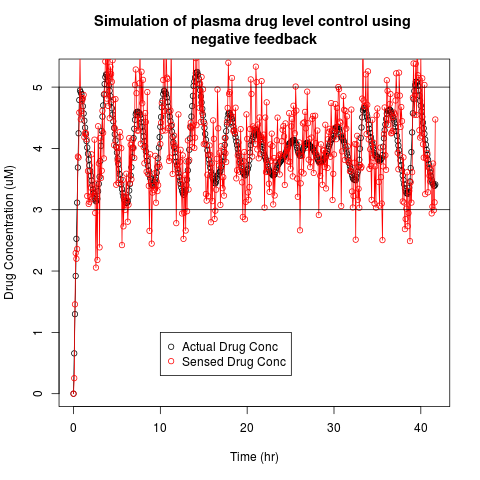 Simulation of plasma drug level control using
negative feedback
Drug Concentration (uM)
5
4
3
2
1
0
Actual Drug Conc
Sensed Drug Conc
0 10 20 30 40
Time (hr)